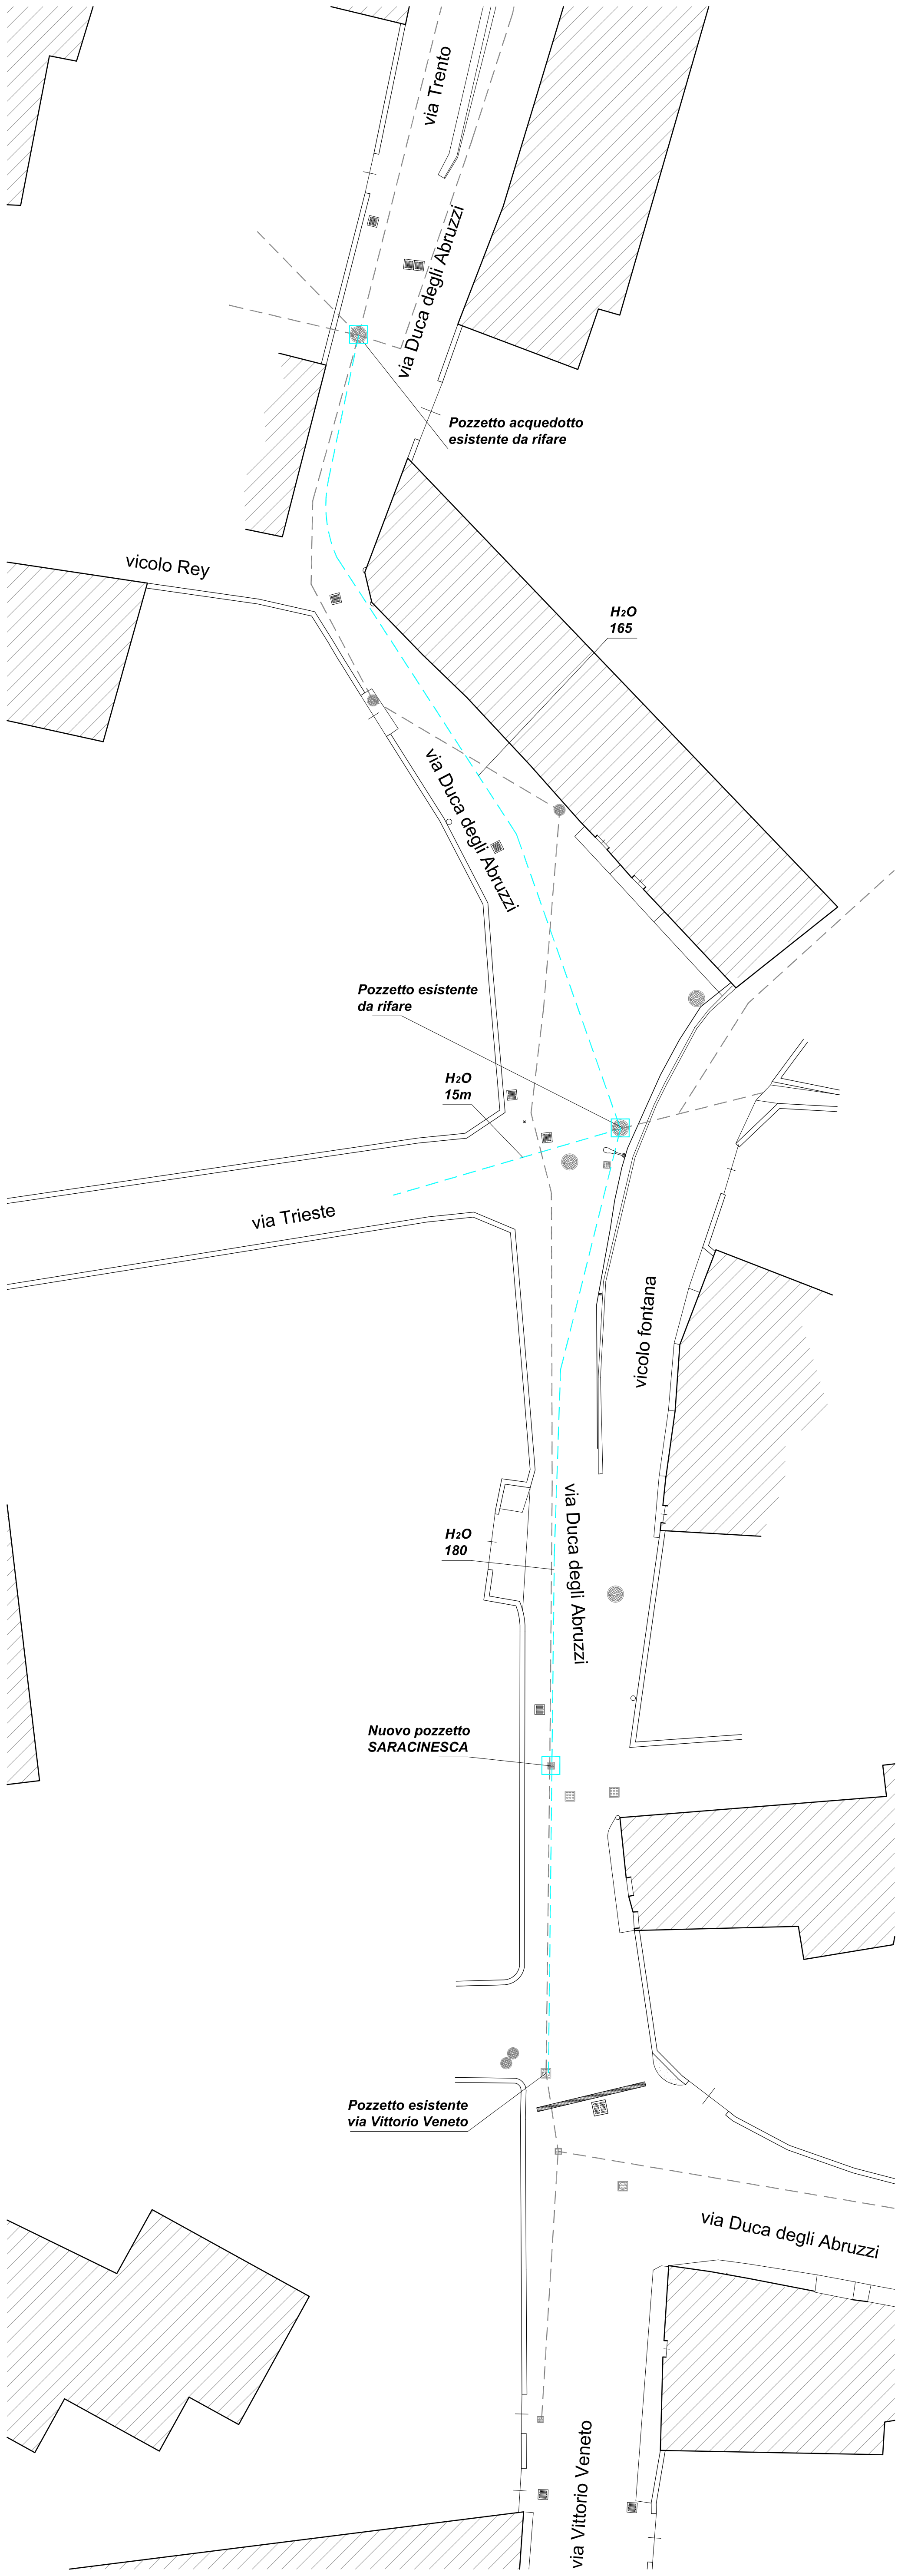 via Trento
via Duca degli Abruzzi
Pozzetto acquedotto
esistente da rifare
vicolo Rey
H₂O
165
via Duca degli Abruzzi
Pozzetto esistente
da rifare
H₂O
15m
via Trieste
vicolo fontana
via Duca degli Abruzzi
H₂O
180
Nuovo pozzetto
SARACINESCA
Pozzetto esistente
via Vittorio Veneto
via Duca degli Abruzzi
via Vittorio Veneto